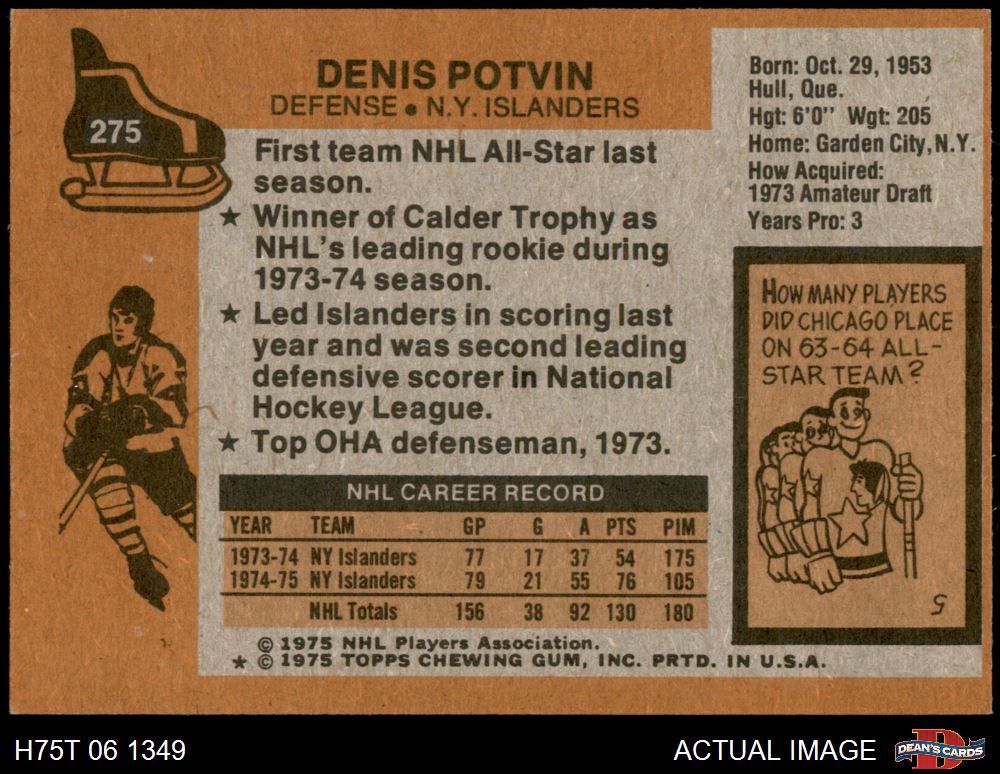 275
DENIS POTVIN
DEFENSE • N.Y. ISLANDERS
First team NHL All-Star last
season.
★ Winner of Calder Trophy as
NHL's leading rookie during
1973-74 season.
★ Led Islanders in scoring last
year and was second leading
defensive scorer in National
Hockey League.
★ Top OHA defenseman, 1973.
Born: Oct. 29, 1953
Hull, Que.
Hgt: 6'0" Wgt: 205
Home: Garden City, N.Y.
How Acquired:
1973 Amateur Draft
Years Pro: 3
HOW MANY PLAYERS
DID CHICAGO PLACE
ON 63-64 ALL-
STAR TEAM?
5
NHL CAREER RECORD
YEAR TEAM GP G A PTS PIM
1973-74 NY Islanders 77 17 37 54 175
1974-75 NY Islanders 79 21 55 76 105
NHL Totals 156 38 92 130 180
© 1975 NHL Players Association.
★ © 1975 TOPPS CHEWING GUM, INC. PRTD. IN U.S.A.
H75T 06 1349
ACTUAL IMAGE
DEAN'S CARDS